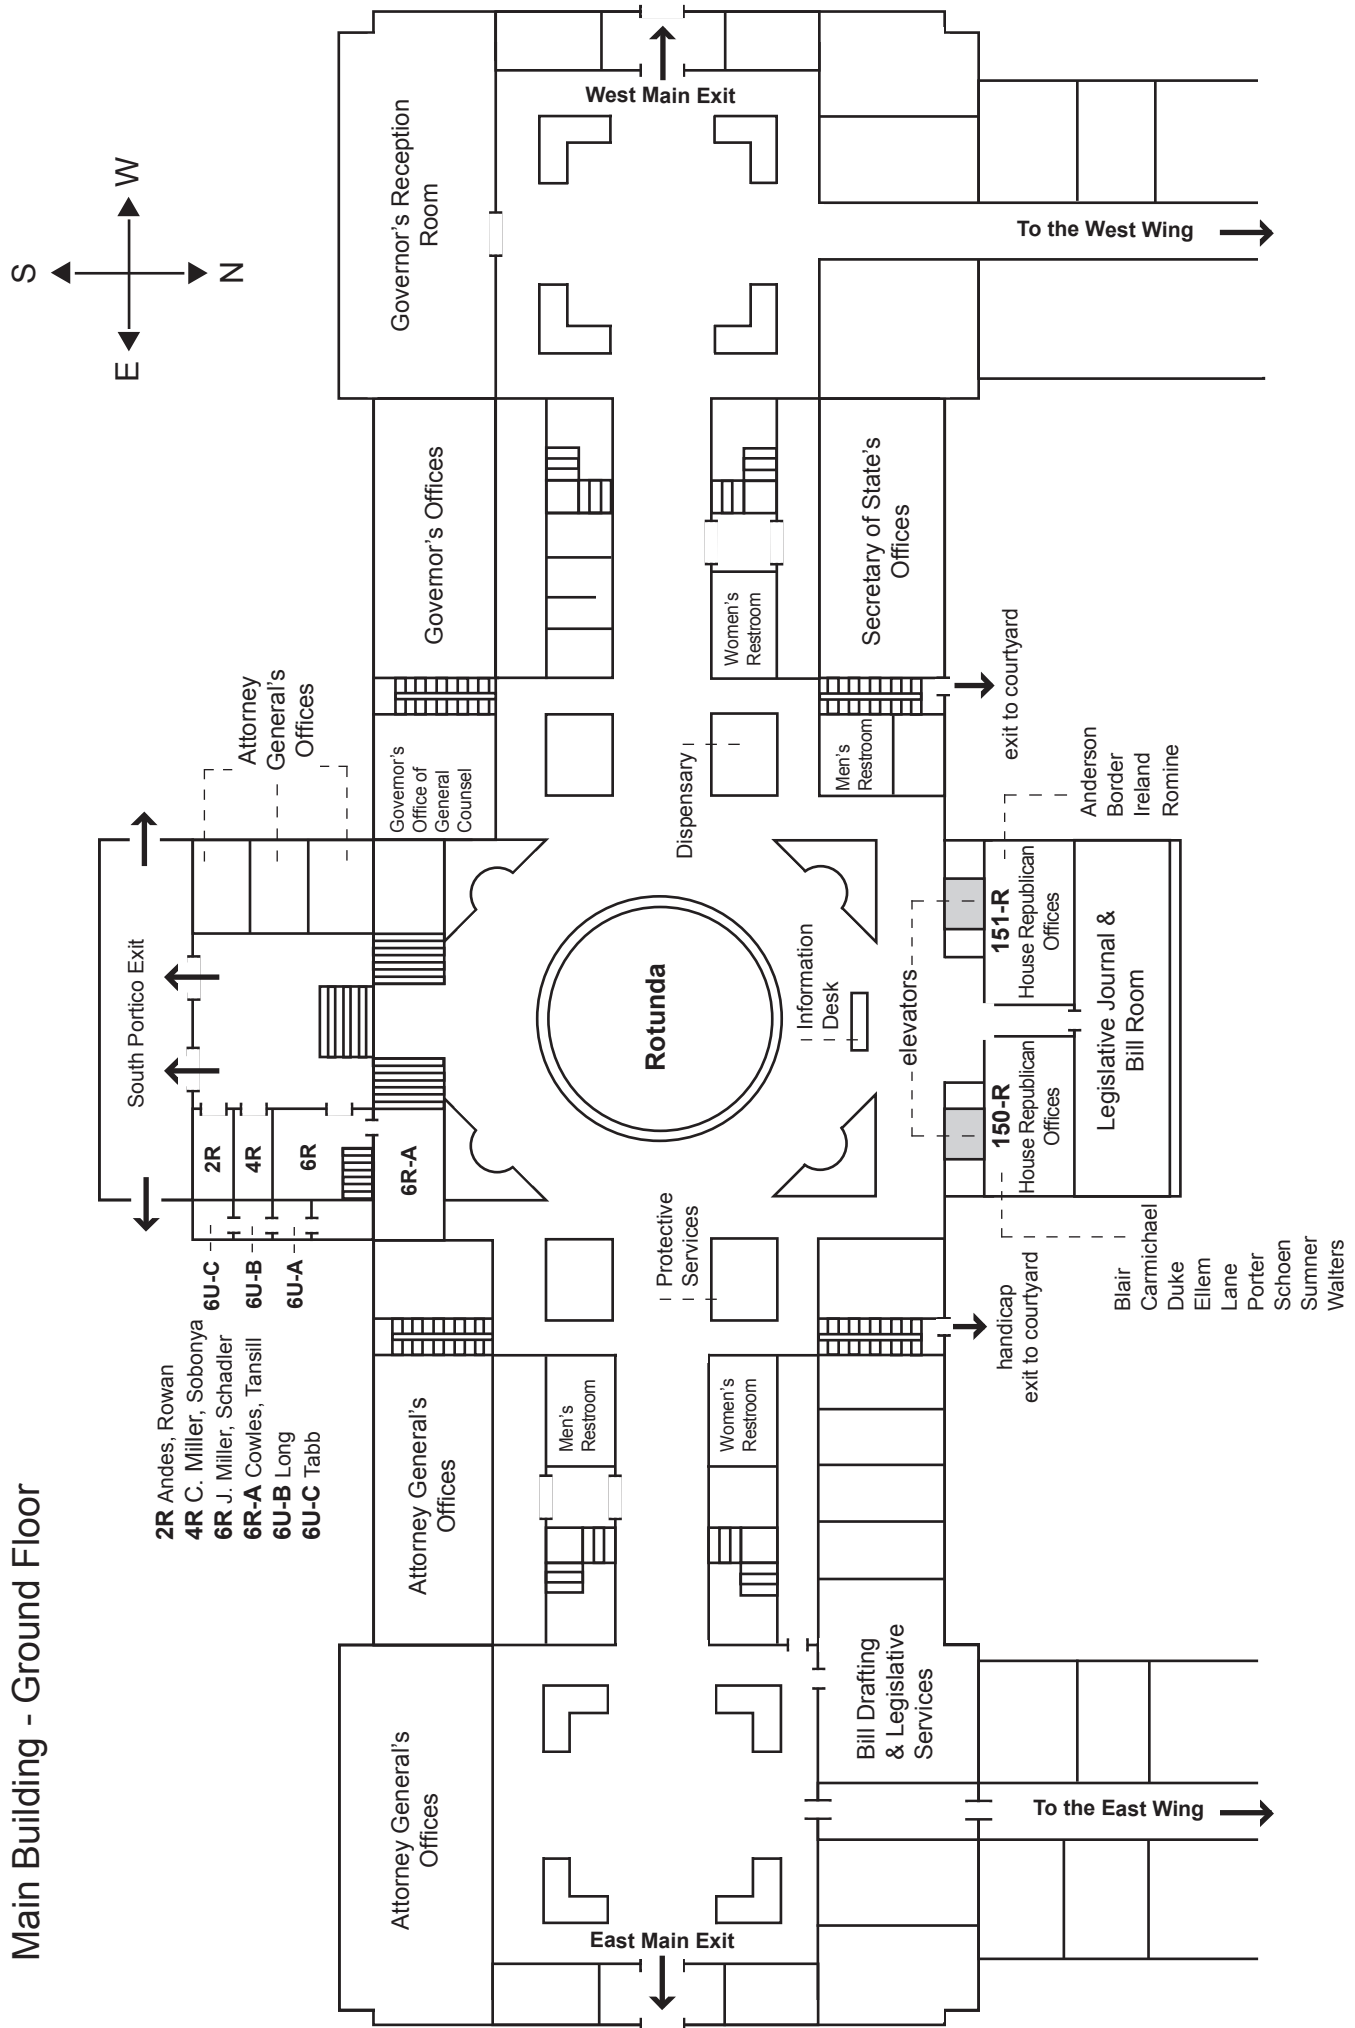 Main Building - Ground Floor
2R Andes, Rowan
4R C. Miller, Sobonya
6R J. Miller, Schadler
6R-A Cowles, Tansill
6U-B Long
6U-C Tabb
S
E
W
N
South Portico Exit
6U-C
6U-B
6U-A
2R
4R
6R
6R-A
Attorney
General's
Offices
Attorney General's
Offices
Attorney General's
Offices
Governor's
Office of
General
Counsel
Governor's Offices
Governor's Reception
Room
East Main Exit
Men's
Restroom
Women's
Restroom
Protective
Services
Rotunda
Information
Desk
Dispensary
Women's
Restroom
West Main Exit
Bill Drafting
& Legislative
Services
Men's
Restroom
Secretary of State's
Offices
To the East Wing
handicap
exit to courtyard
elevators
150-R
House Republican
Offices
151-R
House Republican
Offices
Legislative Journal &
Bill Room
exit to courtyard
To the West Wing
Blair
Carmichael
Duke
Ellem
Lane
Porter
Schoen
Sumner
Walters
Anderson
Border
Ireland
Romine